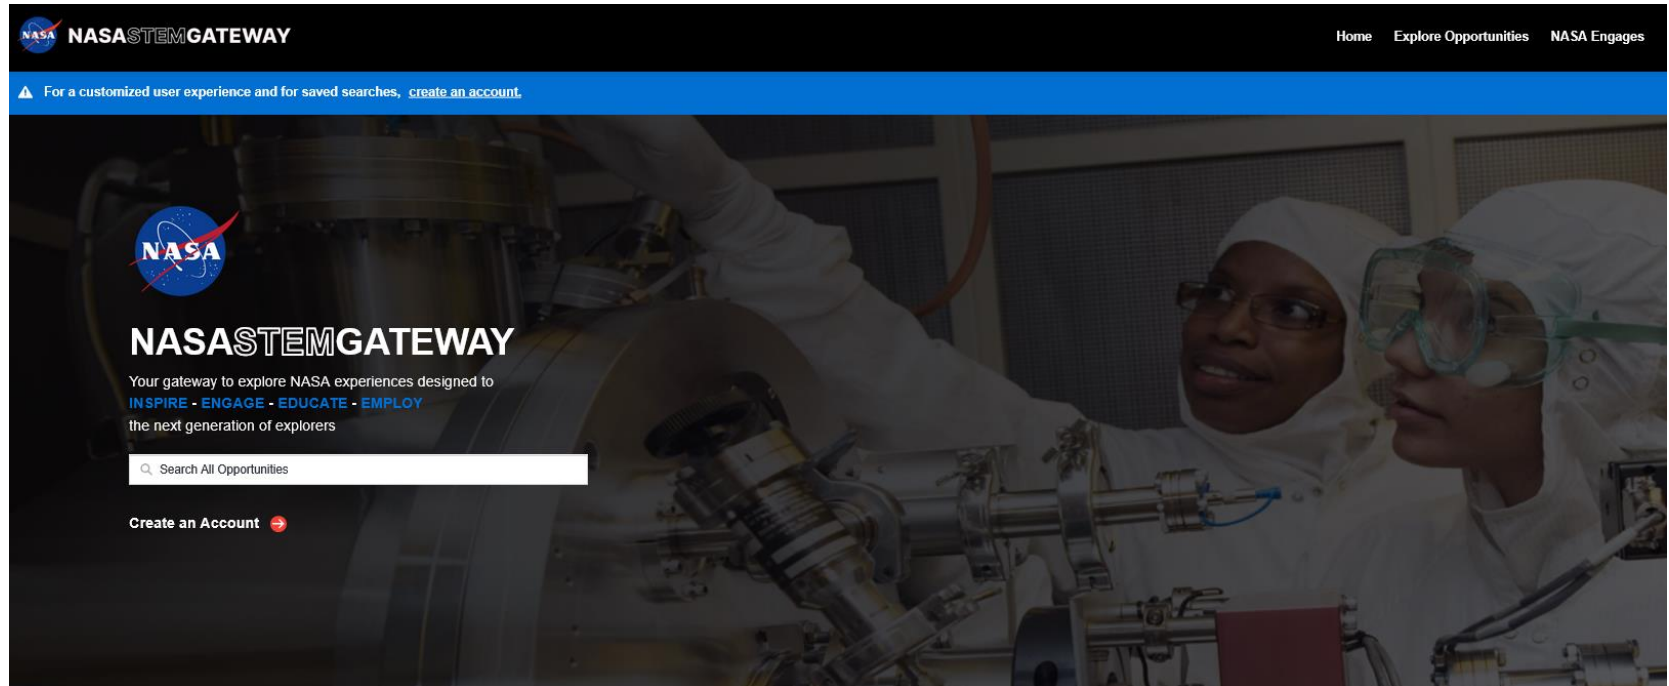 NASA NASASTEMGATEWAY
Home Explore Opportunities NASA Engages
For a customized user experience and for saved searches, create an account.
NASA
NASASTEMGATEWAY
Your gateway to explore NASA experiences designed to
INSPIRE - ENGAGE - EDUCATE - EMPLOY
the next generation of explorers
Search All Opportunities
Create an Account